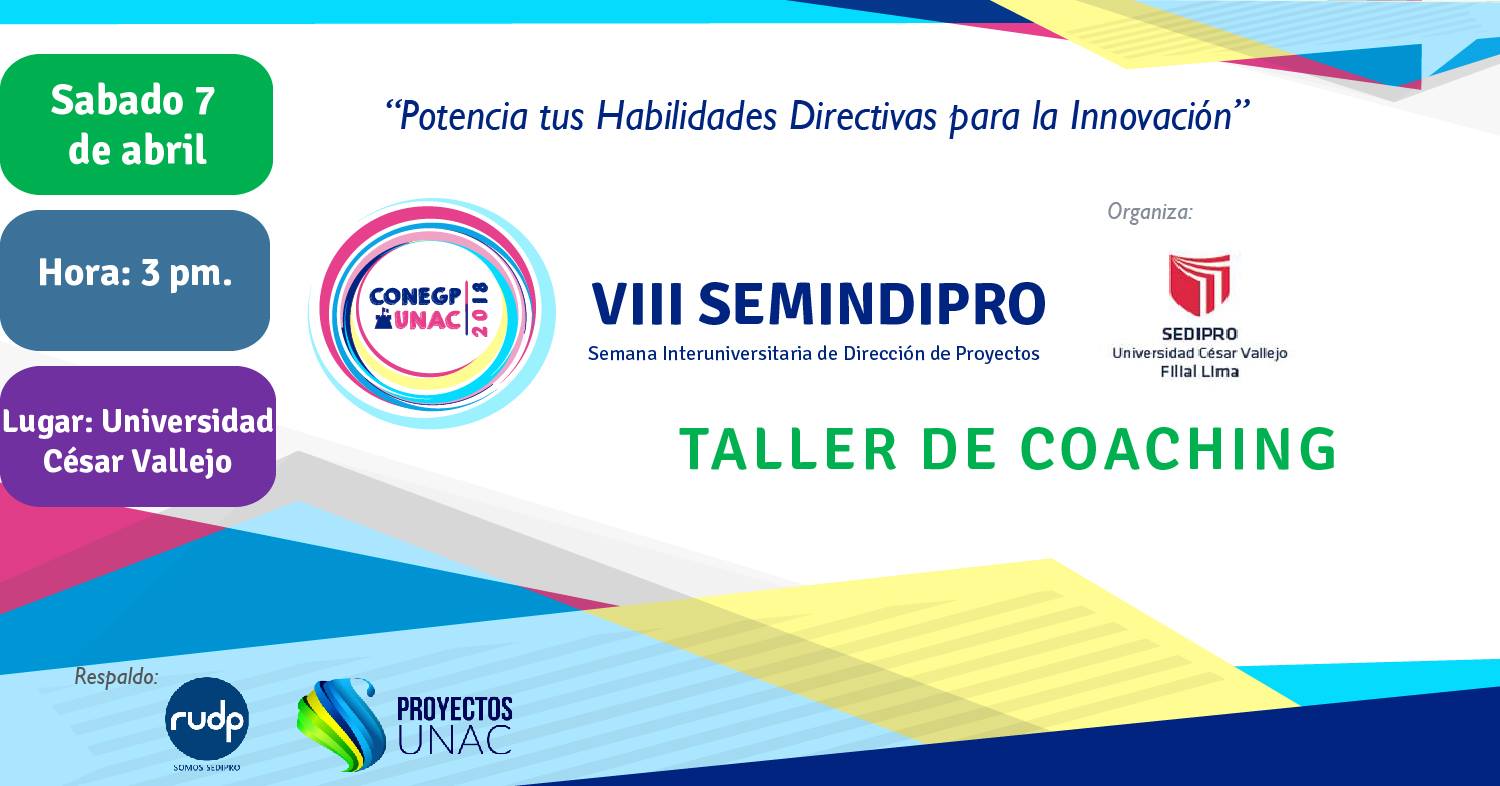 Sabado 7
de abril
Hora: 3 pm.
Lugar: Universidad
César Vallejo
“Potencia tus Habilidades Directivas para la Innovación”
CONEGP
UNAC
2018
VIII SEMINDIPRO
Semana Interuniversitaria de Dirección de Proyectos
Organiza:
SEDIPRO
Universidad César Vallejo
Filial Lima
TALLER DE COACHING
Respaldo:
rudp
SOMOS SEDIPRO
PROYECTOS
UNAC